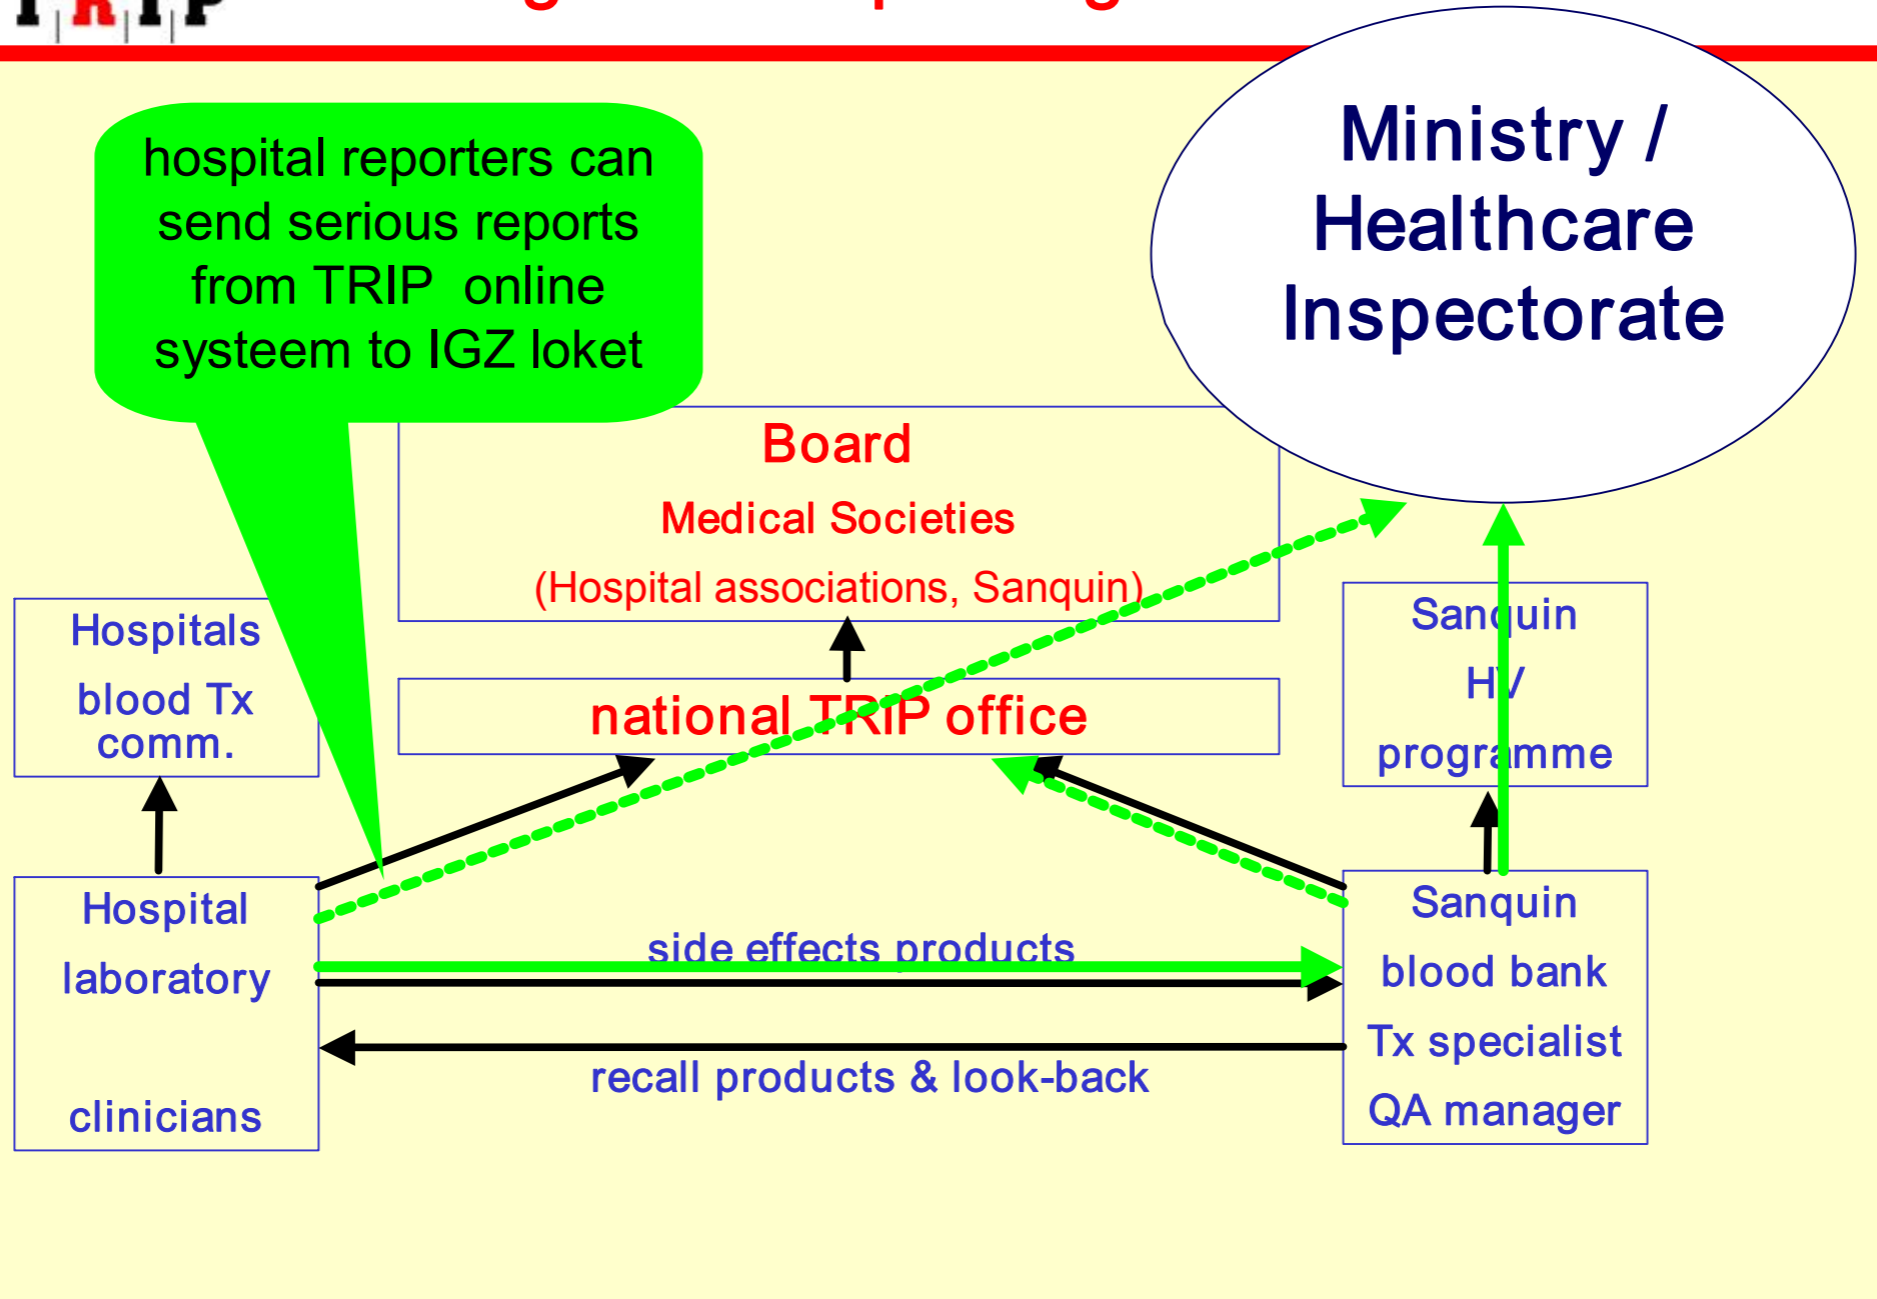 TRIP
hospital reporters can
send serious reports
from TRIP online
systeem to IGZ loket
Ministry /
Healthcare
Inspectorate
Board
Medical Societies
(Hospital associations, Sanquin)
Hospitals
blood Tx
comm.
national TRIP office
Sanquin
HV
programme
Hospital
laboratory
clinicians
side effects products
recall products & look-back
Sanquin
blood bank
Tx specialist
QA manager